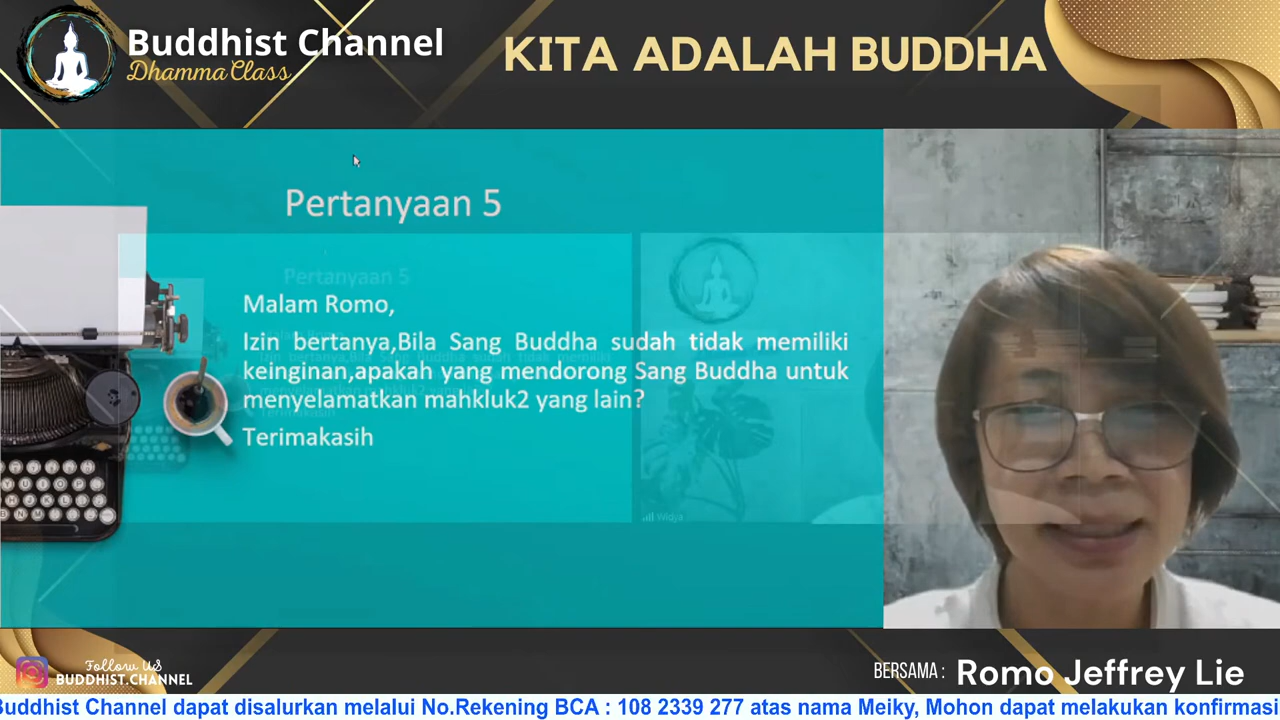 Buddhist Channel
Dhamma Class
KITA ADALAH BUDDHA
Pertanyaan 5
Pertanyaan 5
Malam Romo,
Izin bertanya,Bila Sang Buddha sudah tidak memiliki
keinginan,apakah yang mendorong Sang Buddha untuk
menyelamatkan mahkluk2 yang lain?
Terimakasih
Widya
Follow US
BUDDHIST.CHANNEL
BERSAMA :
Romo Jeffrey Lie
Buddhist Channel dapat disalurkan melalui No.Rekening BCA : 108 2339 277 atas nama Meiky, Mohon dapat melakukan konfirmasi